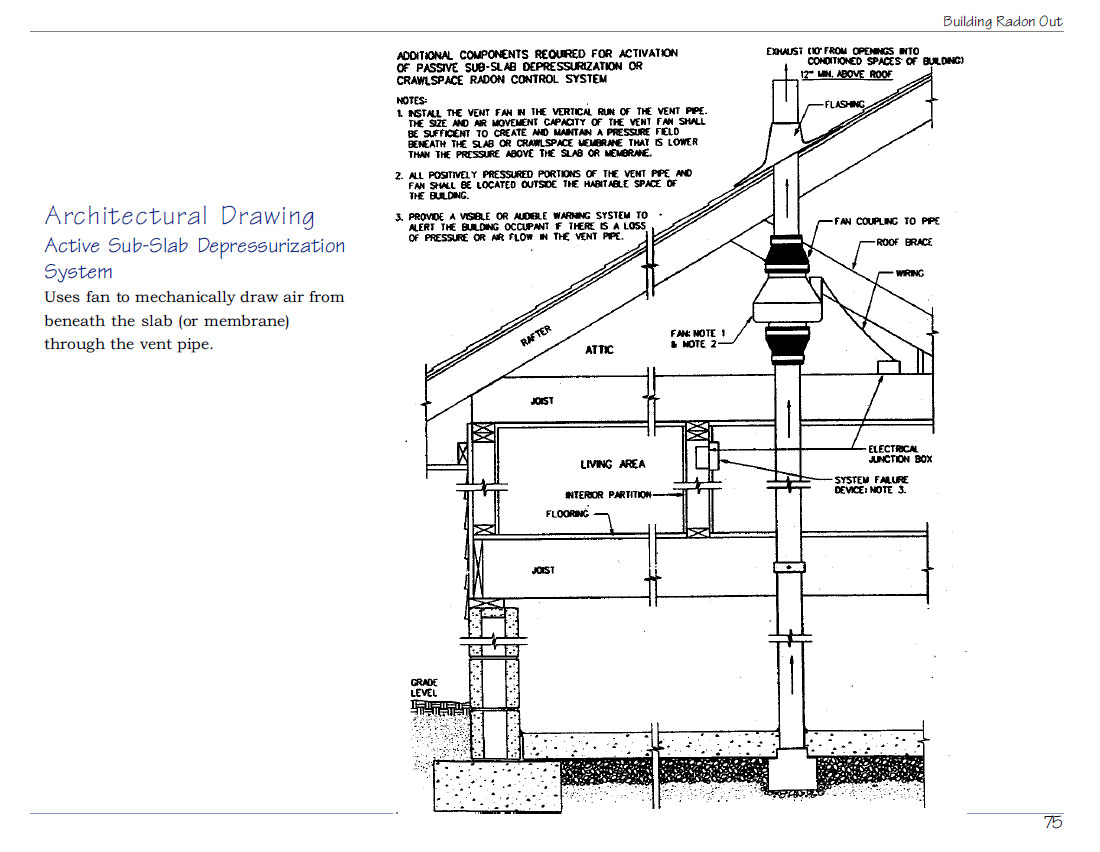 Building Radon Out
Architectural Drawing
Active Sub-Slab Depressurization
System
Uses fan to mechanically draw air from
beneath the slab (or membrane)
through the vent pipe.
ADDITIONAL COMPONENTS REQUIRED FOR ACTIVATION
OF PASSIVE SUB-SLAB DEPRESSURIZATION OR
CRAWLSPACE RADON CONTROL SYSTEM
NOTES:
1. INSTALL THE VENT FAN IN THE VERTICAL RUN OF THE VENT PIPE.
THE SIZE AND AIR MOVEMENT CAPACITY OF THE VENT FAN SHALL
BE SUFFICIENT TO CREATE AND MAINTAIN A PRESSURE FIELD
BENEATH THE SLAB OR CRAWLSPACE MEMBRANE THAT IS LOWER
THAN THE PRESSURE ABOVE THE SLAB OR MEMBRANE.
2. ALL POSITIVELY PRESSURED PORTIONS OF THE VENT PIPE AND
FAN SHALL BE LOCATED OUTSIDE THE HABITABLE SPACE OF
THE BUILDING.
3. PROVIDE A VISIBLE OR AUDIBLE WARNING SYSTEM TO
ALERT THE BUILDING OCCUPANT IF THERE IS A LOSS
OF PRESSURE OR AIR FLOW IN THE VENT PIPE.
EXHAUST (10' FROM OPENINGS INTO
CONDITIONED SPACES OF BUILDING)
12" MIN. ABOVE ROOF
FLASHING
FAN COUPLING TO PIPE
ROOF BRACE
WIRING
FAN: NOTE 1
& NOTE 2
RAFTER
ATTIC
JOIST
LIVING AREA
ELECTRICAL
JUNCTION BOX
SYSTEM FAILURE
DEVICE: NOTE 3.
INTERIOR PARTITION
FLOORING
JOIST
GRADE
LEVEL
75